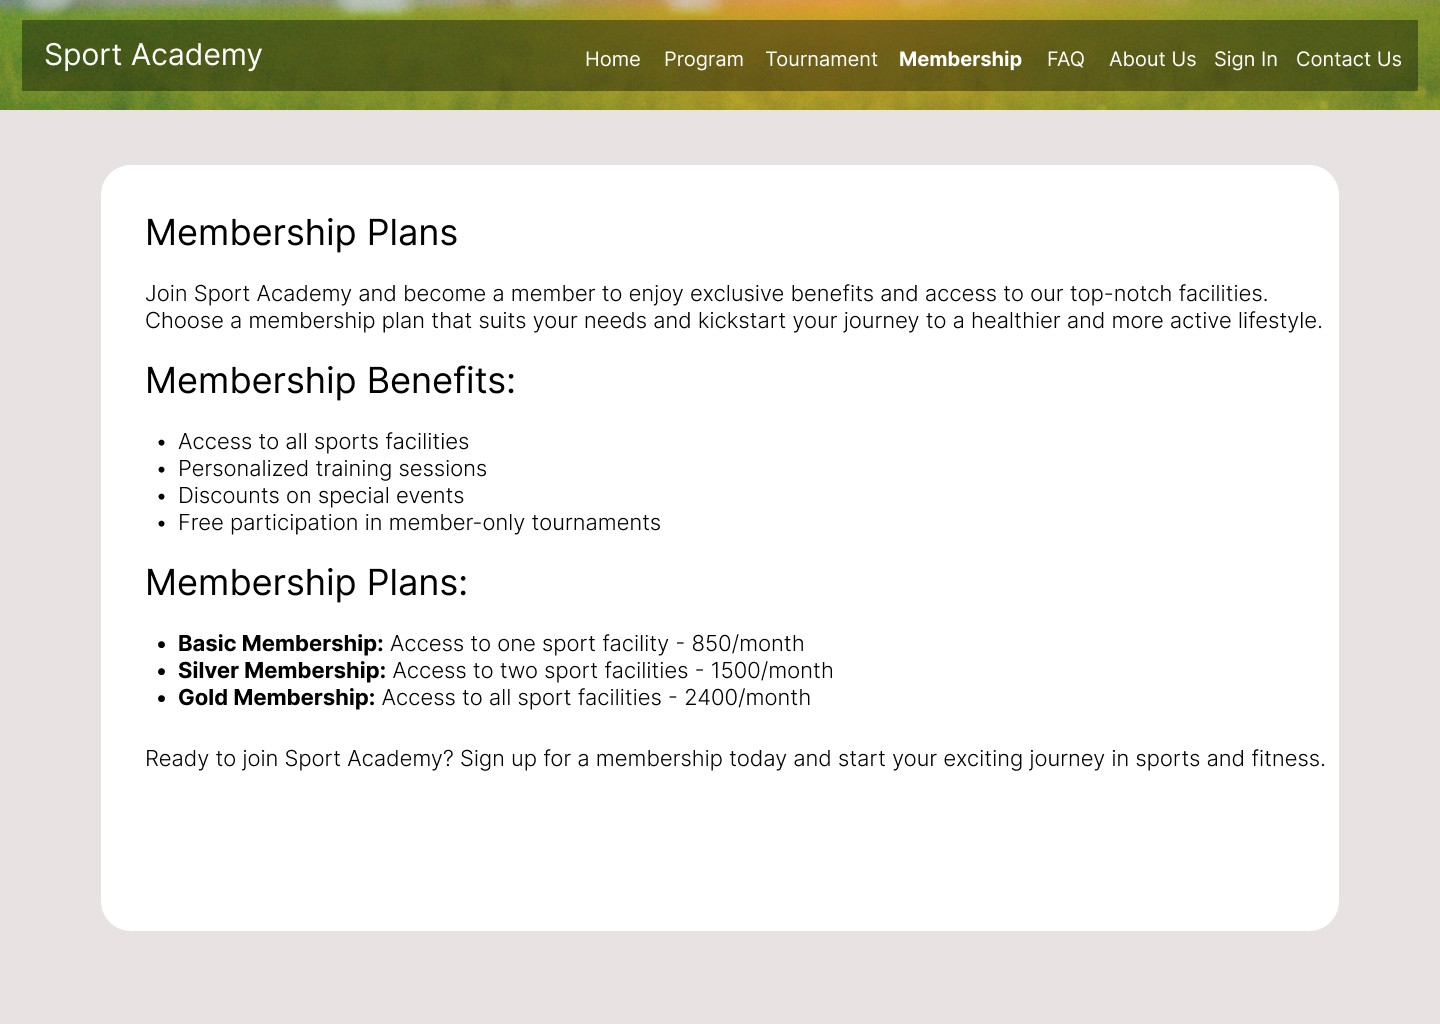 Sport Academy
Home Program Tournament Membership FAQ About Us Sign In Contact Us
Membership Plans
Join Sport Academy and become a member to enjoy exclusive benefits and access to our top-notch facilities.
Choose a membership plan that suits your needs and kickstart your journey to a healthier and more active lifestyle.
Membership Benefits:
• Access to all sports facilities
• Personalized training sessions
• Discounts on special events
• Free participation in member-only tournaments
Membership Plans:
• Basic Membership: Access to one sport facility - 850/month
• Silver Membership: Access to two sport facilities - 1500/month
• Gold Membership: Access to all sport facilities - 2400/month
Ready to join Sport Academy? Sign up for a membership today and start your exciting journey in sports and fitness.